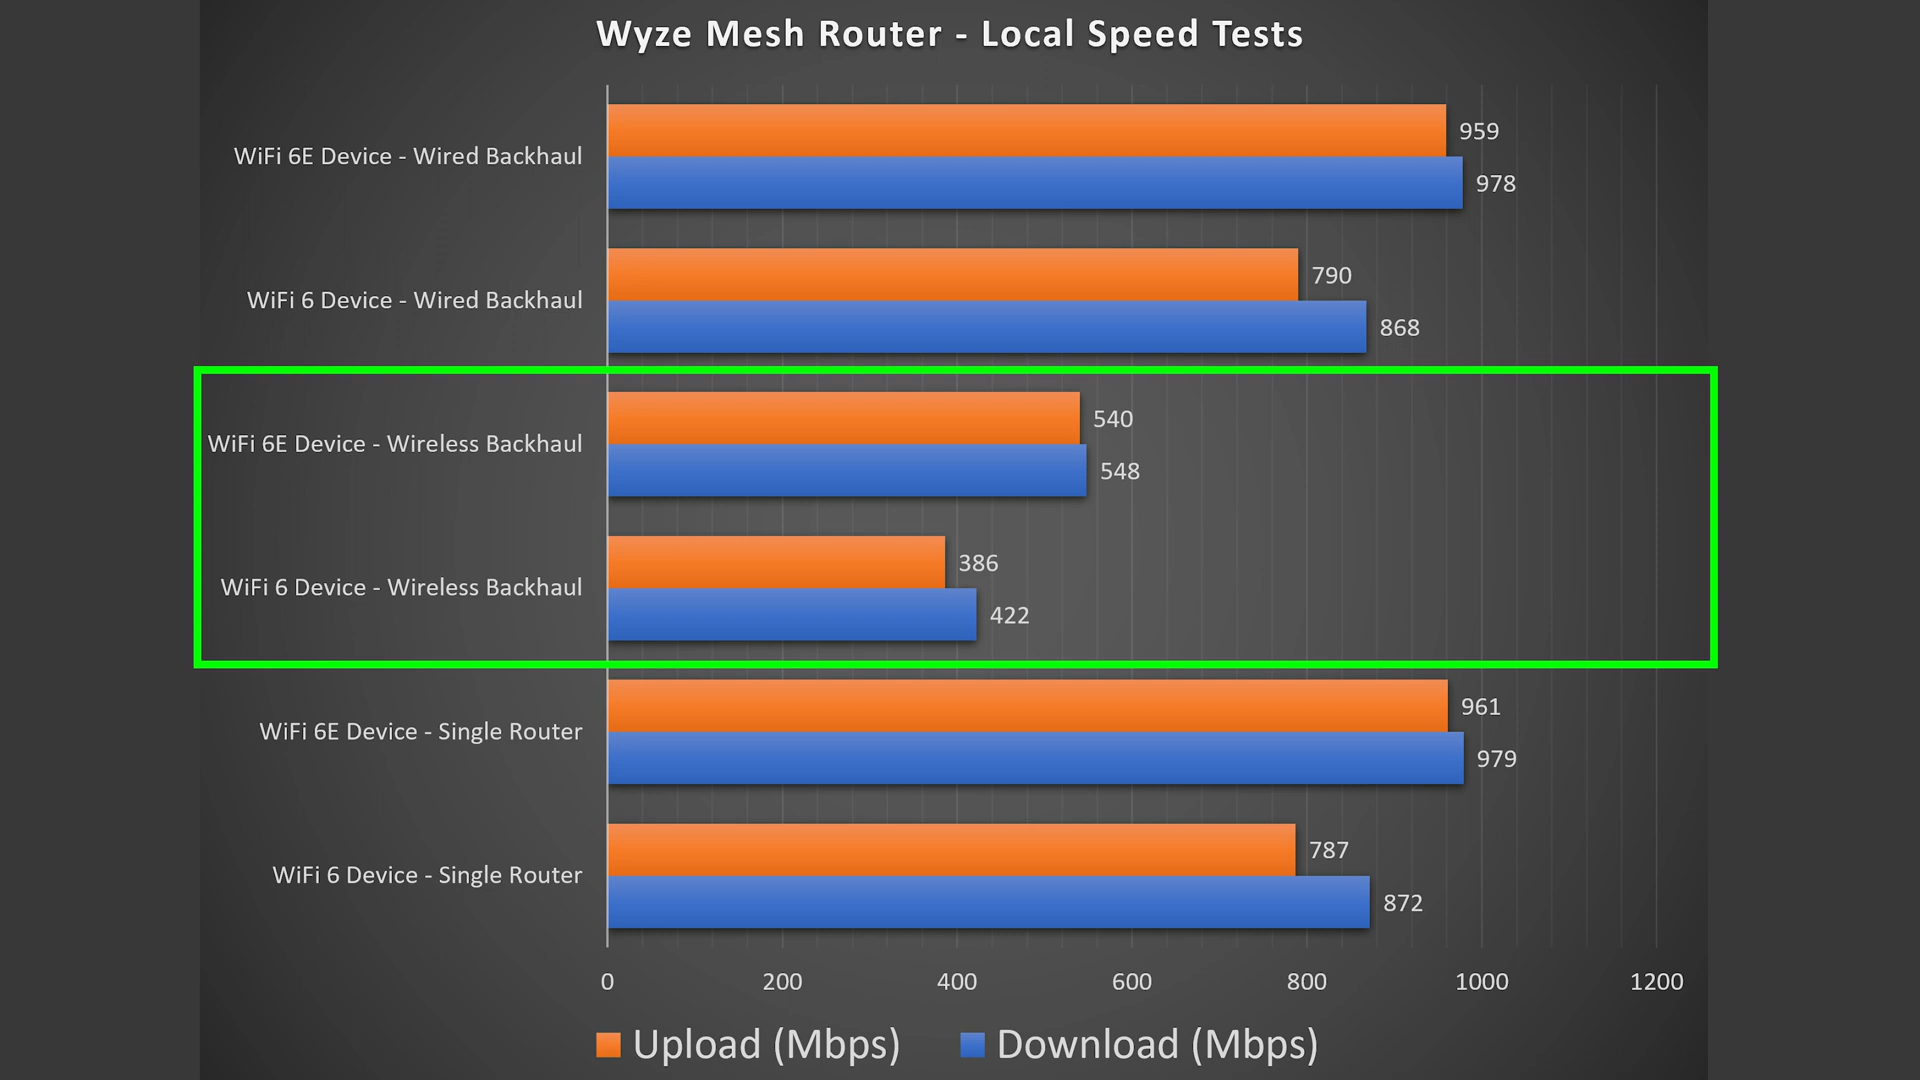 Wyze Mesh Router - Local Speed Tests
WiFi 6E Device - Wired Backhaul
959
978
WiFi 6 Device - Wired Backhaul
790
868
WiFi 6E Device - Wireless Backhaul
540
548
WiFi 6 Device - Wireless Backhaul
386
422
WiFi 6E Device - Single Router
961
979
WiFi 6 Device - Single Router
787
872
0 200 400 600 800 1000 1200
Upload (Mbps) Download (Mbps)